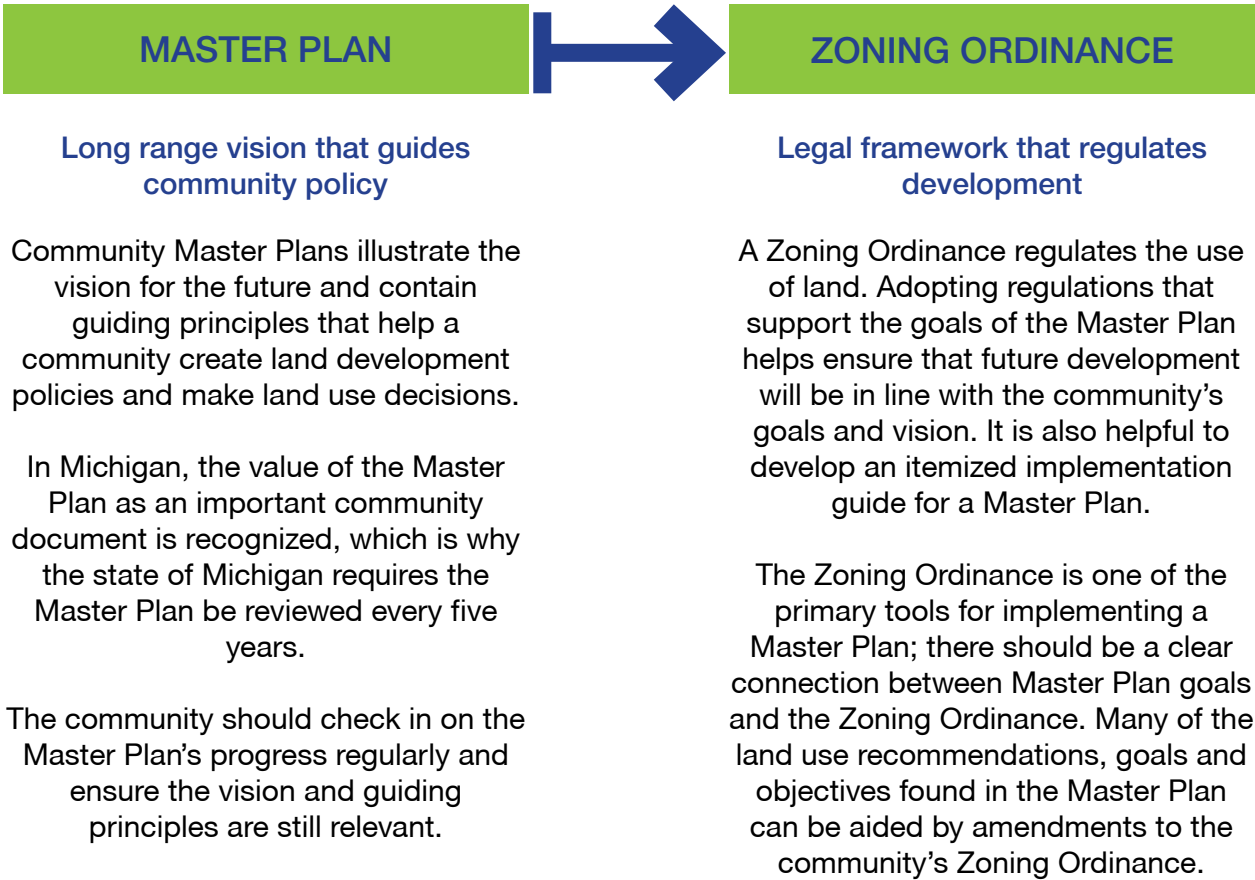 MASTER PLAN
Long range vision that guides
community policy
Community Master Plans illustrate the
vision for the future and contain
guiding principles that help a
community create land development
policies and make land use decisions.
In Michigan, the value of the Master
Plan as an important community
document is recognized, which is why
the state of Michigan requires the
Master Plan be reviewed every five
years.
The community should check in on the
Master Plan’s progress regularly and
ensure the vision and guiding
principles are still relevant.
ZONING ORDINANCE
Legal framework that regulates
development
A Zoning Ordinance regulates the use
of land. Adopting regulations that
support the goals of the Master Plan
helps ensure that future development
will be in line with the community’s
goals and vision. It is also helpful to
develop an itemized implementation
guide for a Master Plan.
The Zoning Ordinance is one of the
primary tools for implementing a
Master Plan; there should be a clear
connection between Master Plan goals
and the Zoning Ordinance. Many of the
land use recommendations, goals and
objectives found in the Master Plan
can be aided by amendments to the
community’s Zoning Ordinance.